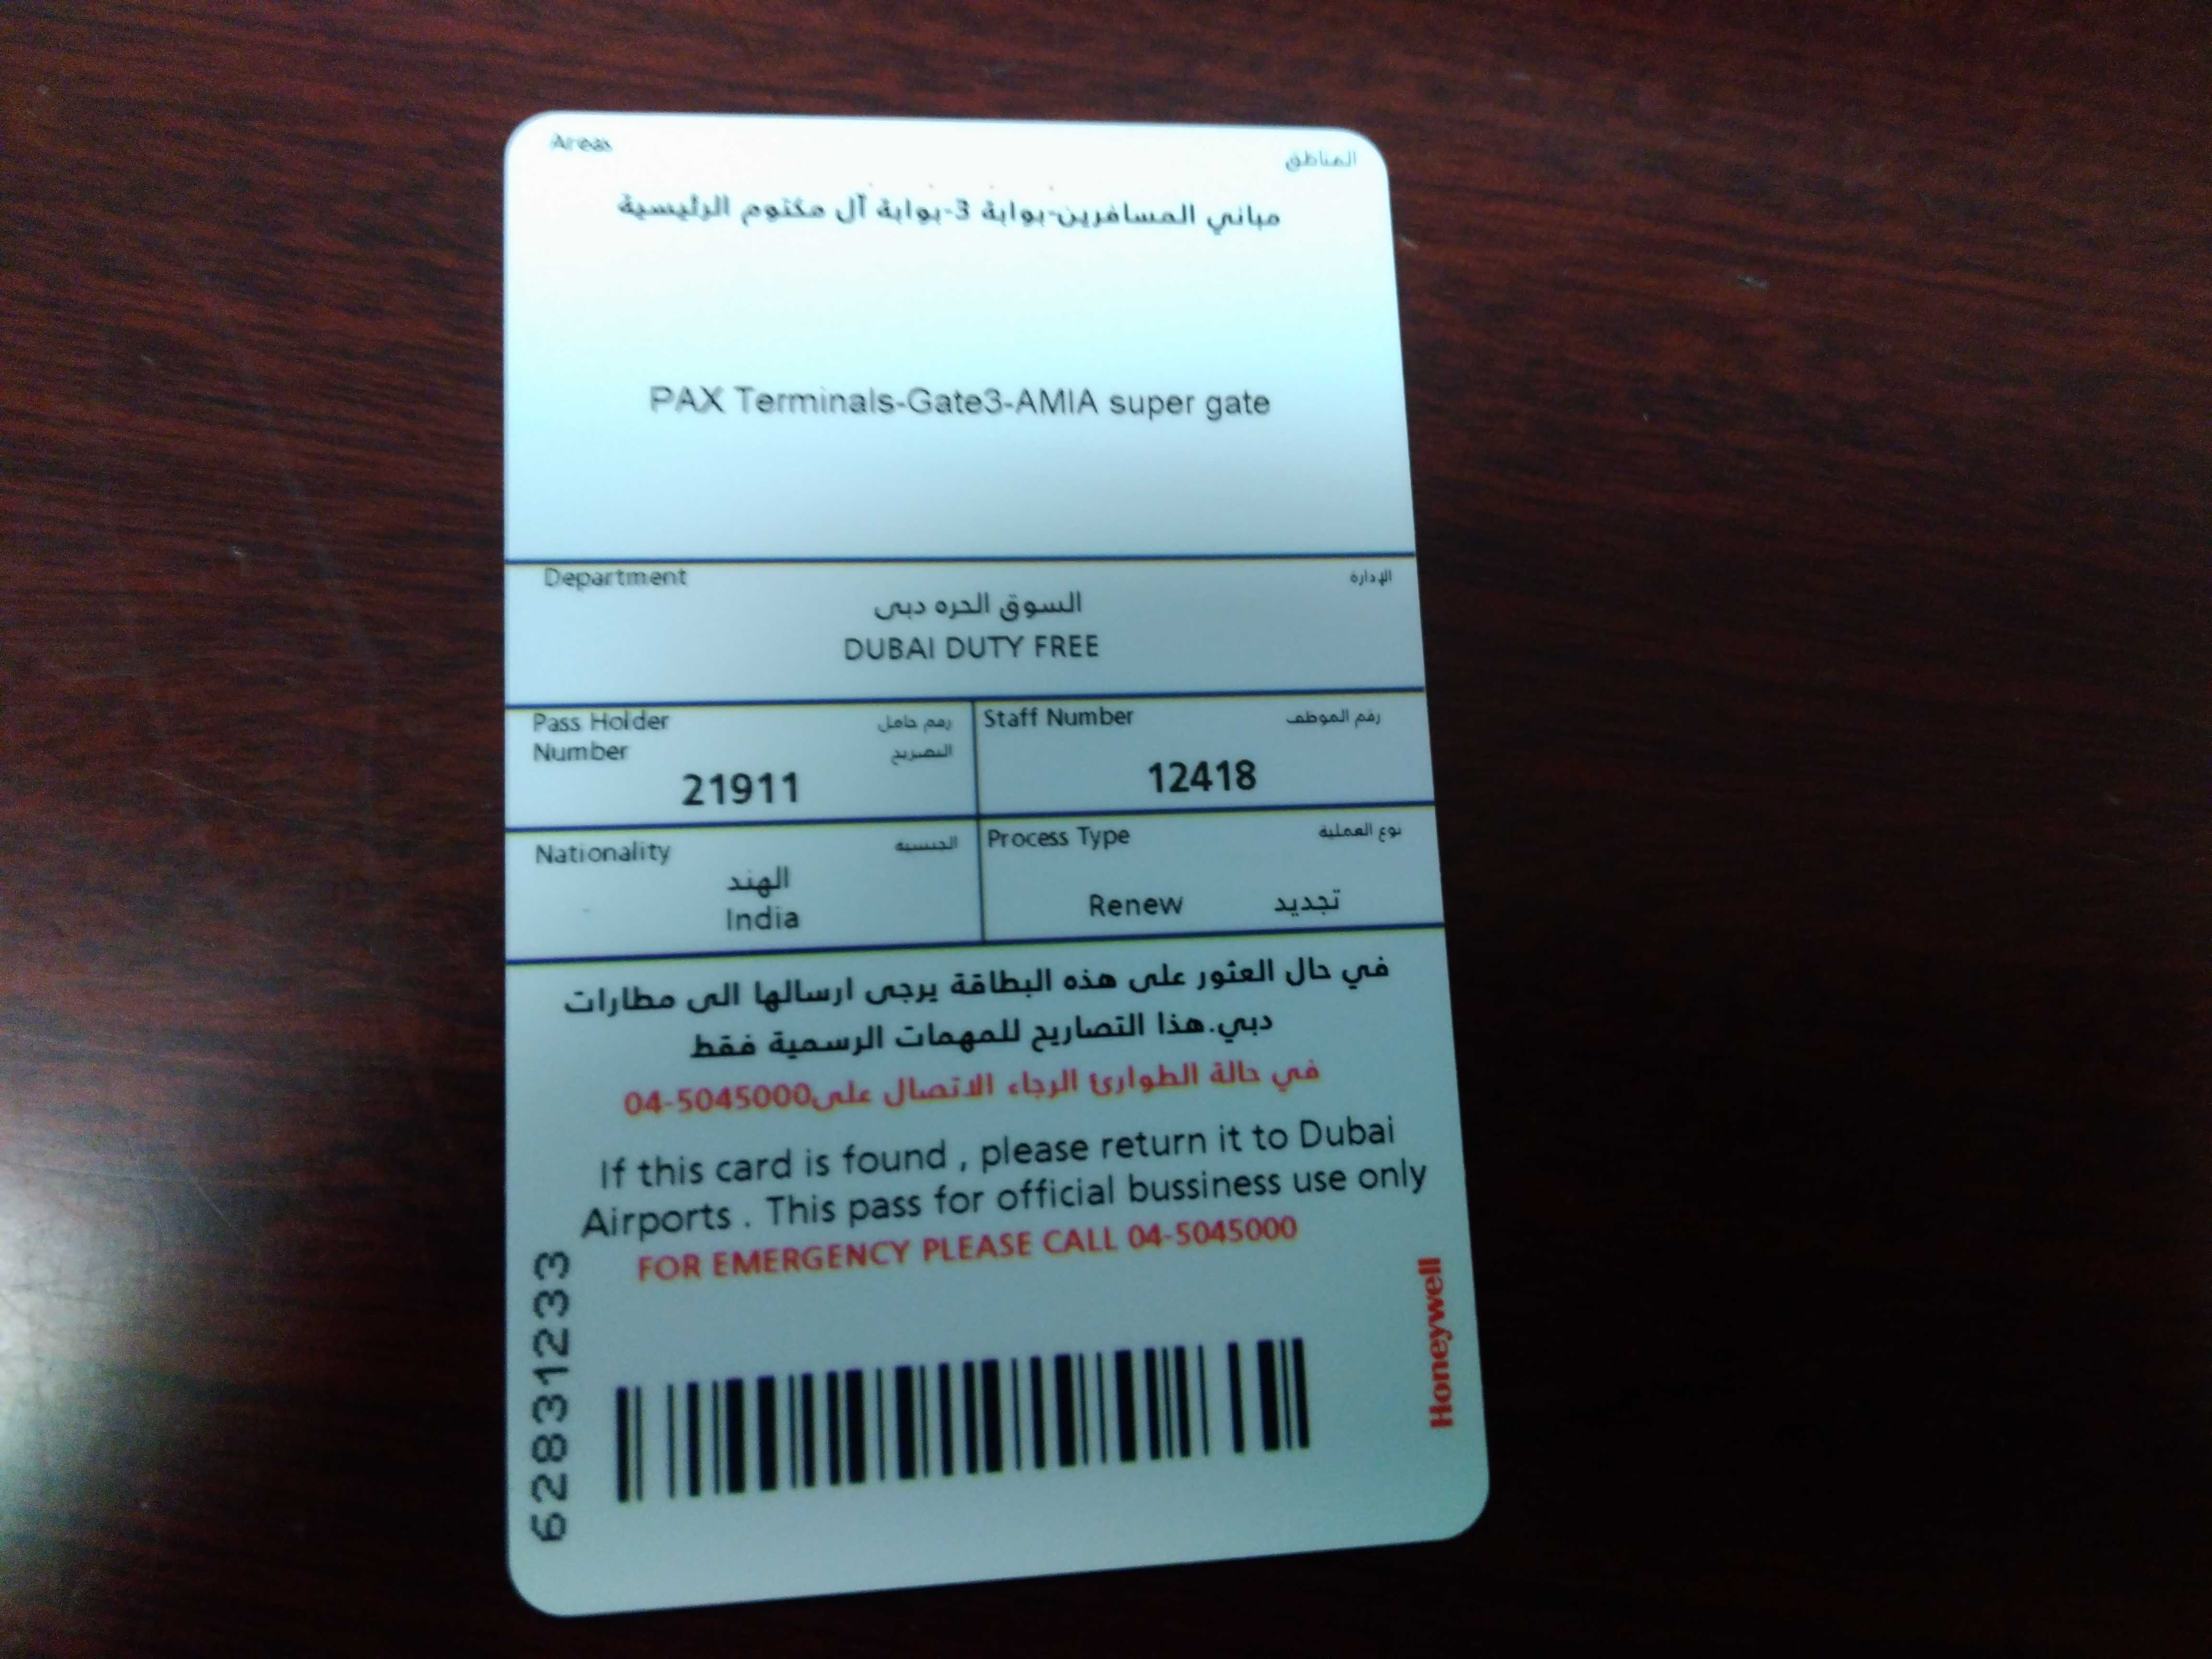 Areas المناطق
مباني المسافرين-بوابة 3-بوابة آل مكتوم الرئيسية
PAX Terminals-Gate3-AMIA super gate
Department الإدارة
السوق الحره دبى
DUBAI DUTY FREE
Pass Holder رقم حامل
Number التصريح
21911
Staff Number رقم الموظف
12418
Nationality الجنسية
الهند
India
Process Type نوع العملية
Renew تجديد
في حال العثور على هذه البطاقة يرجى ارسالها الى مطارات
دبي.هذا التصاريح للمهمات الرسمية فقط
في حالة الطوارئ الرجاء الاتصال على04-5045000
If this card is found , please return it to Dubai
Airports . This pass for official bussiness use only
FOR EMERGENCY PLEASE CALL 04-5045000
62831233
Honeywell